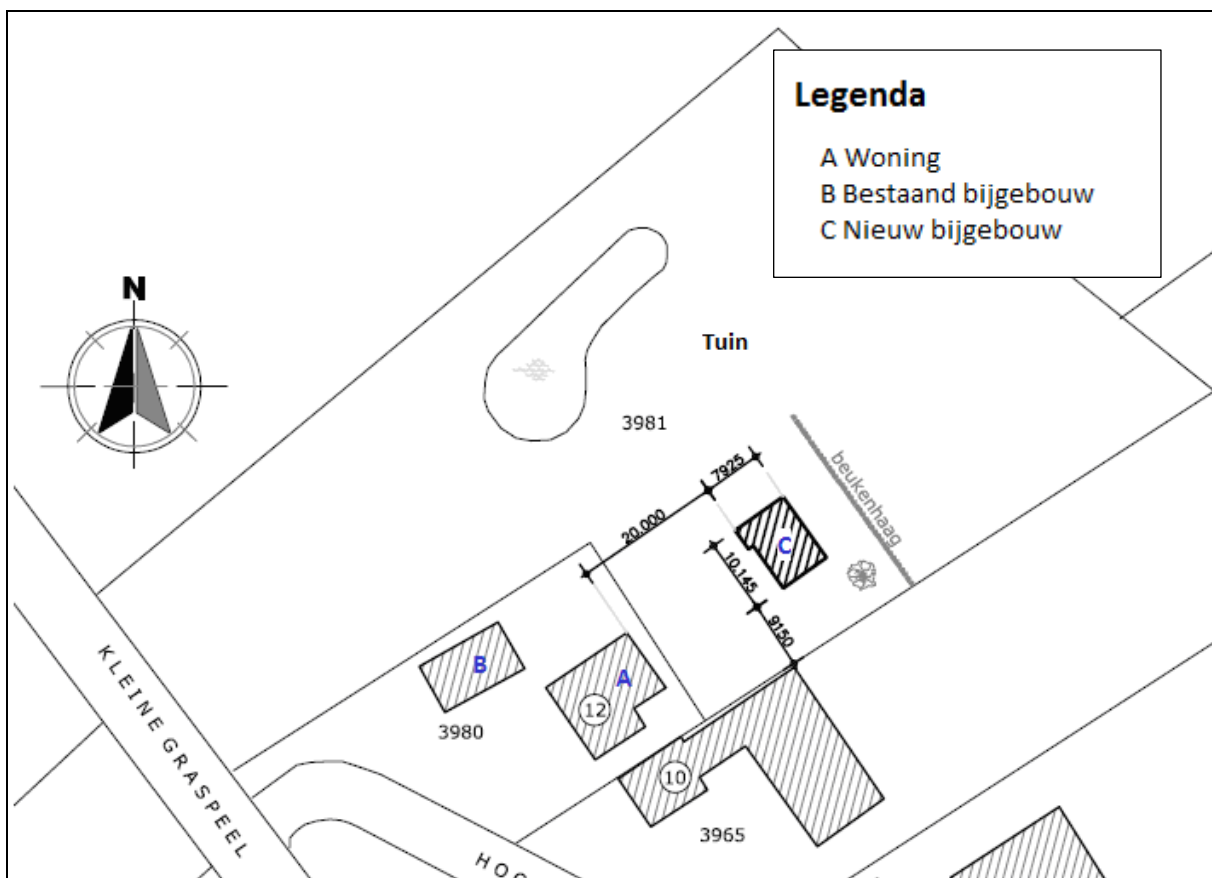 Legenda
A Woning
B Bestaand bijgebouw
C Nieuw bijgebouw
N
Tuin
3981
beukenhaag
7925
20.000
C
10.145
9150
B
A
12
3980
10
3965
KLEINE GRASPEEL
HOO